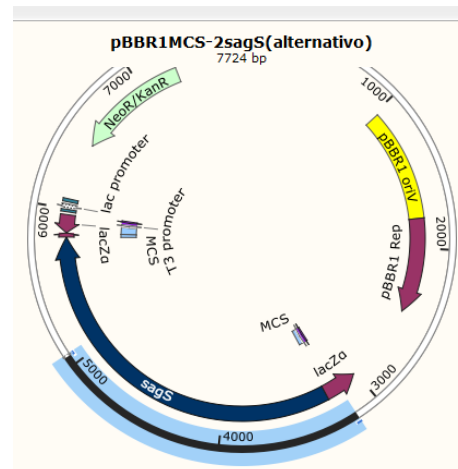 pBBR1MCS-2sagS(alternativo)
7724 bp
7000
1000
NeoR/KanR
pBBR1 oriV
lac promoter
T3 promoter
6000
lacZα
MCS
2000
pBBR1 Rep
MCS
lacZα
3000
5000
sagS
4000